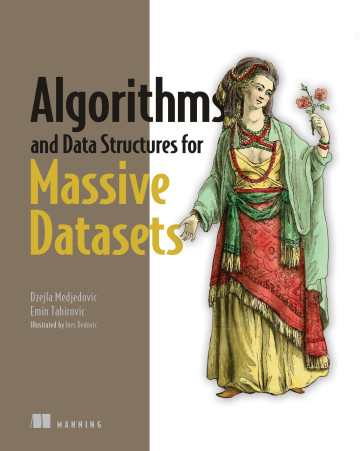 Algorithms
and Data Structures for
Massive
Datasets
Dzejla Medjedovic
Emin Tahirovic
Illustrated by Ines Dedovic
MANNING